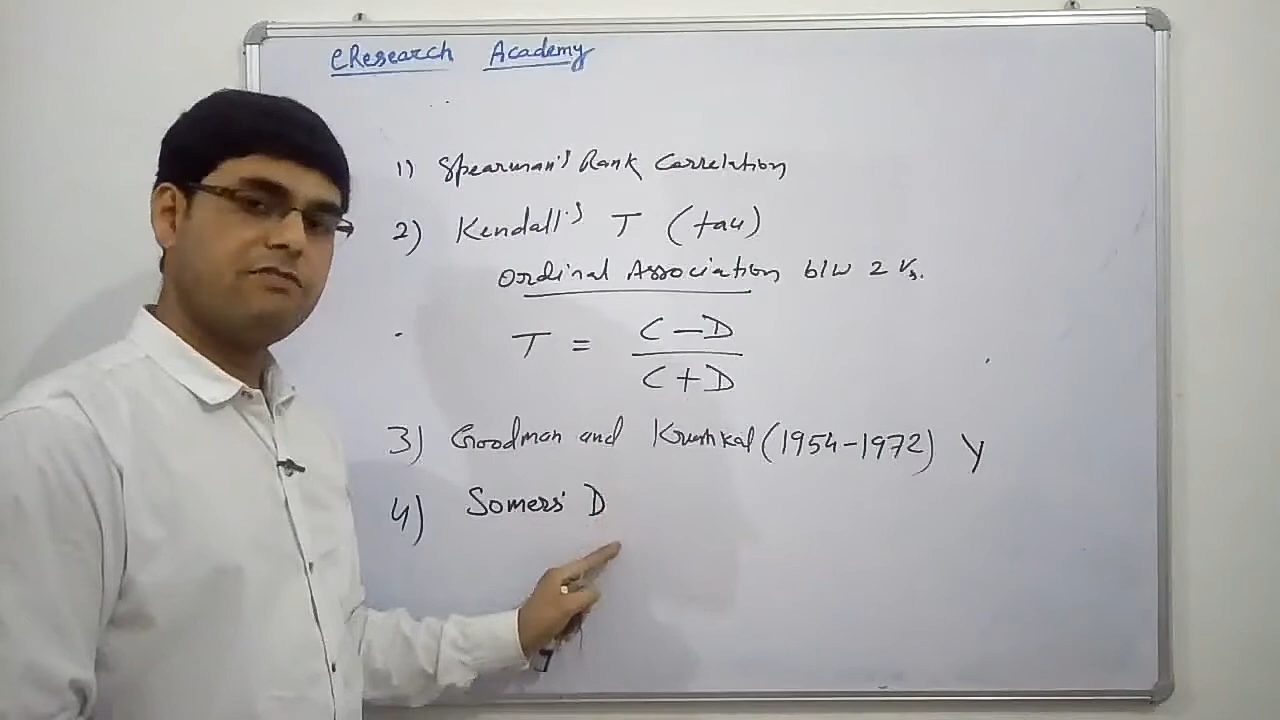 eResearch Academy
1) Spearman's Rank Correlation
2) Kendall's T (tau)
Ordinal Association b/w 2 Vs.
T = C - D
C + D
3) Goodman and Krushkal (1954-1972) γ
4) Somers' D